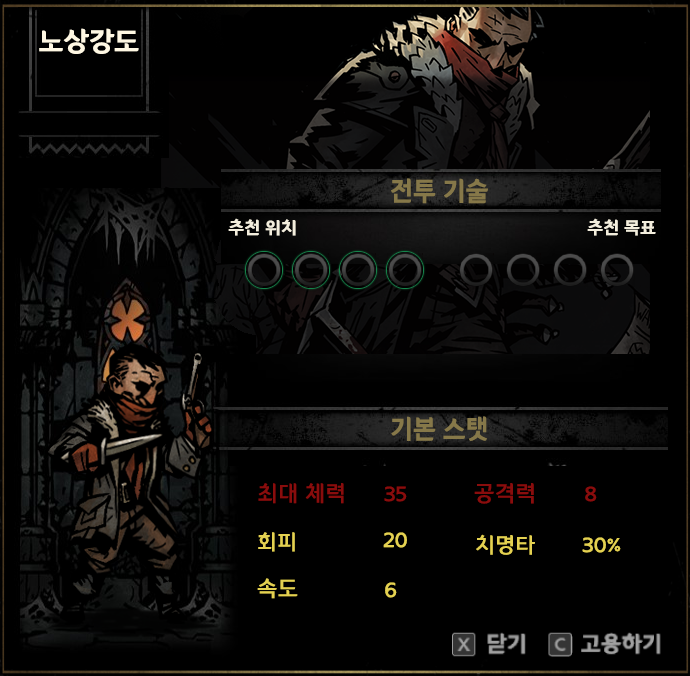 노상강도
전투 기술
추천 위치 추천 목표
기본 스탯
최대 체력 35 공격력 8
회피 20 치명타 30%
속도 6
X 닫기 C 고용하기